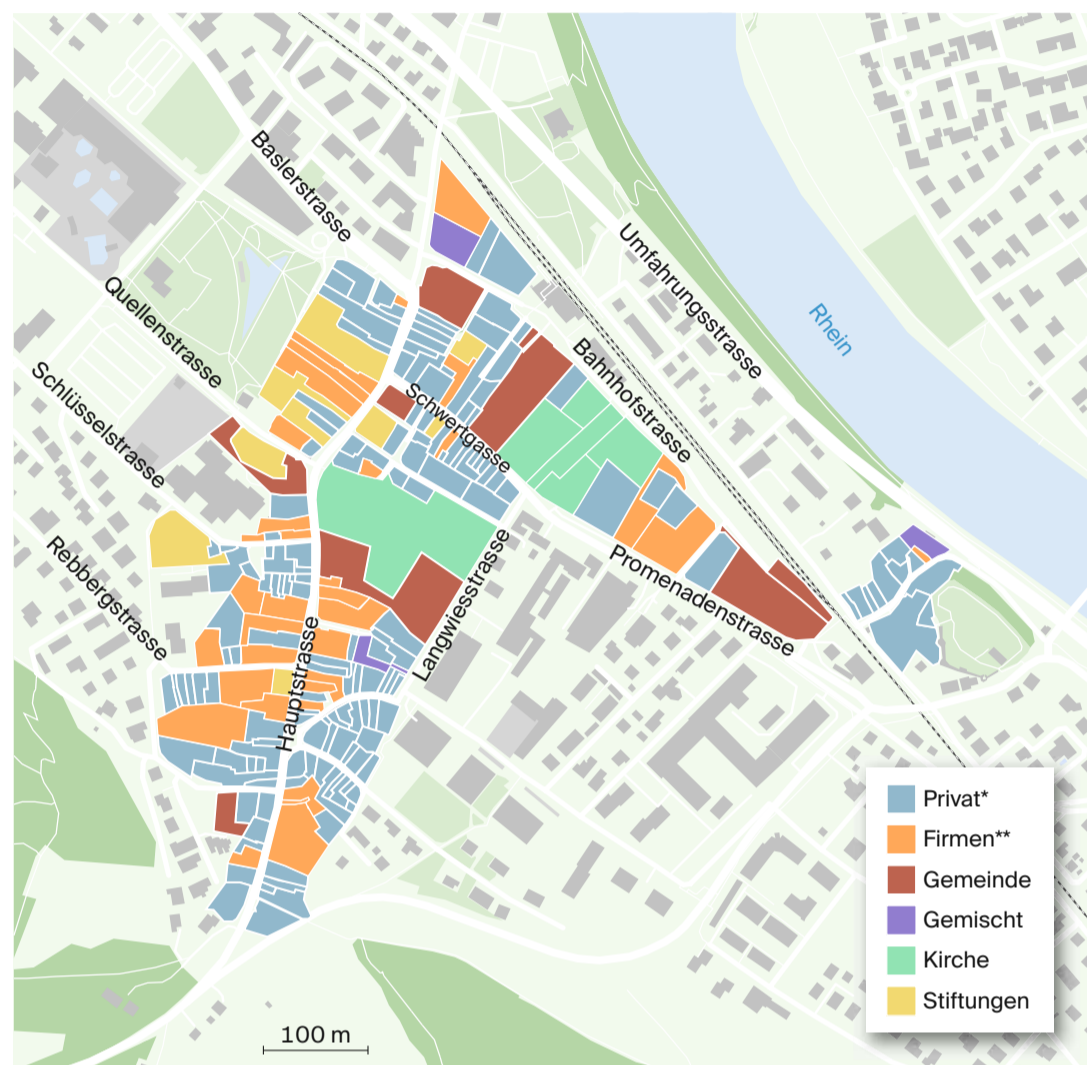 Baslerstrasse
Umfahrungsstrasse
Rhein
Quellenstrasse
Bahnhofstrasse
Schlüsselstrasse
Schwertgasse
Rebbergstrasse
Langwiesstrasse
Promenadenstrasse
Hauptstrasse
Privat*
Firmen**
Gemeinde
Gemischt
Kirche
Stiftungen
100 m